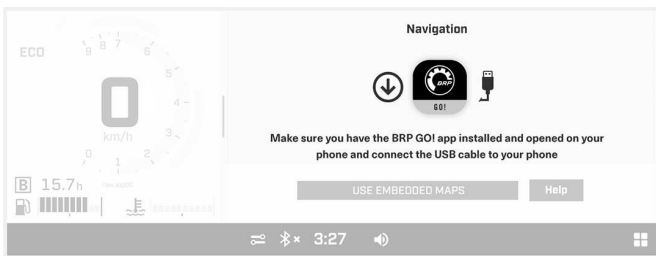 Navigation
ECO
9 8 7 6
5
4
3
2
1
0
0
km/h
BRP
GO!
Make sure you have the BRP GO! app installed and opened on your
phone and connect the USB cable to your phone
B 15.7h
USE EMBEDDED MAPS
Help
3:27